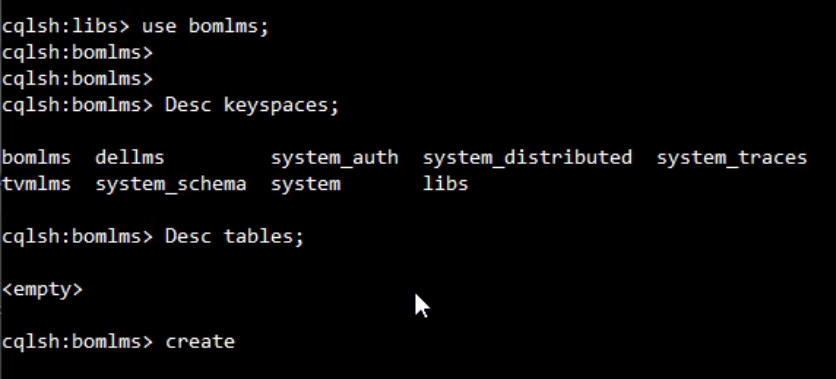 cqlsh:libs> use bomlms;
cqlsh:bomlms>
cqlsh:bomlms>
cqlsh:bomlms> Desc keyspaces;
bomlms  dellms         system_auth  system_distributed  system_traces
tvmlms  system_schema  system       libs
cqlsh:bomlms> Desc tables;
<empty>
cqlsh:bomlms> create